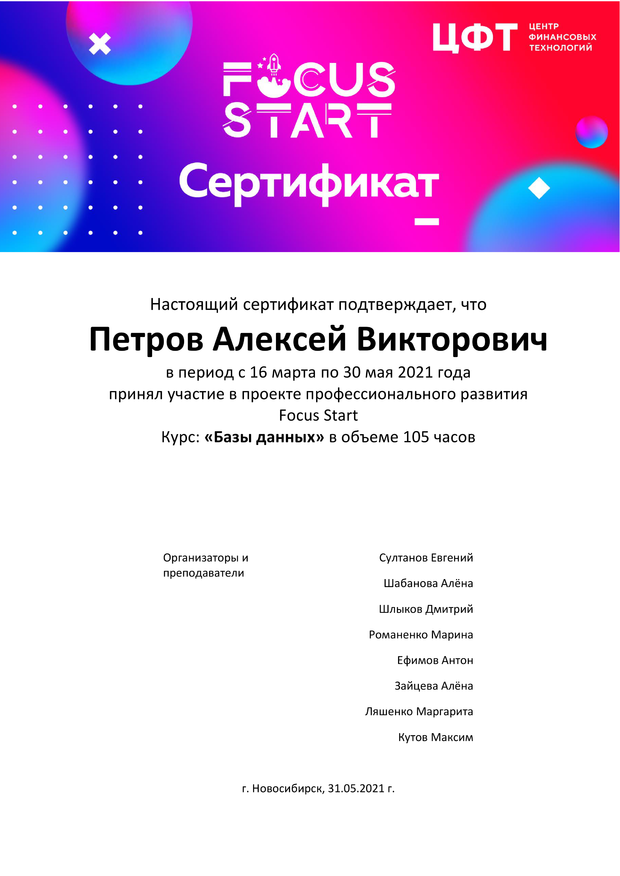 ЦФТ
ЦЕНТР
ФИНАНСОВЫХ
ТЕХНОЛОГИЙ
FOCUS
START
Сертификат
Настоящий сертификат подтверждает, что
Петров Алексей Викторович
в период с 16 марта по 30 мая 2021 года
принял участие в проекте профессионального развития
Focus Start
Курс: «Базы данных» в объеме 105 часов
Организаторы и
преподаватели
Султанов Евгений
Шабанова Алёна
Шлыков Дмитрий
Романенко Марина
Ефимов Антон
Зайцева Алёна
Ляшенко Маргарита
Кутов Максим
г. Новосибирск, 31.05.2021 г.